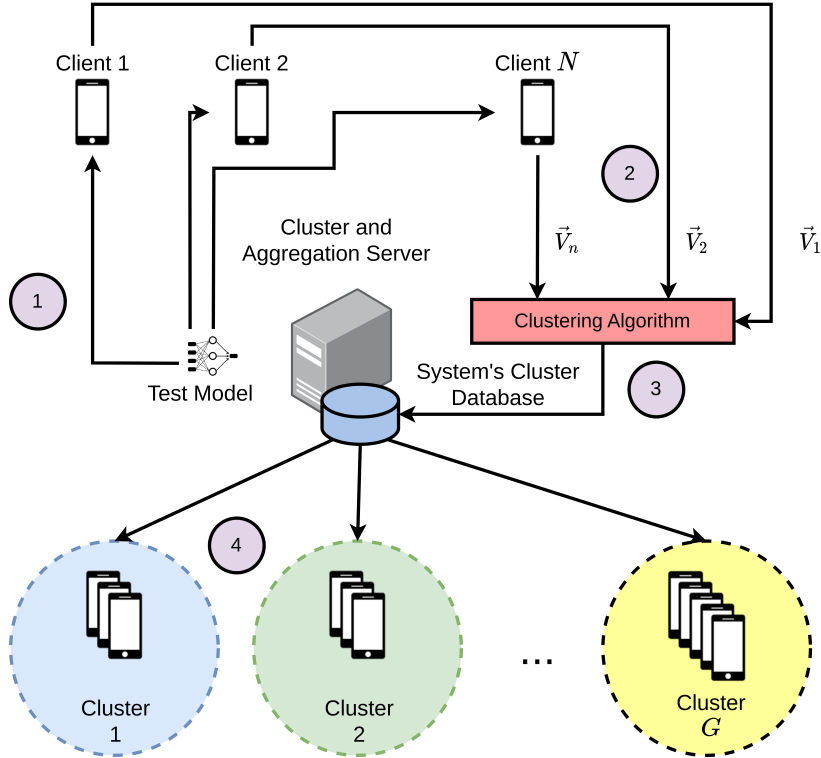 Client 1
Client 2
Client N
2
Cluster and
Aggregation Server
V⃗ₙ
V⃗₂
V⃗₁
1
Clustering Algorithm
Test Model
System's Cluster
Database
3
4
...
Cluster
1
Cluster
2
Cluster
G